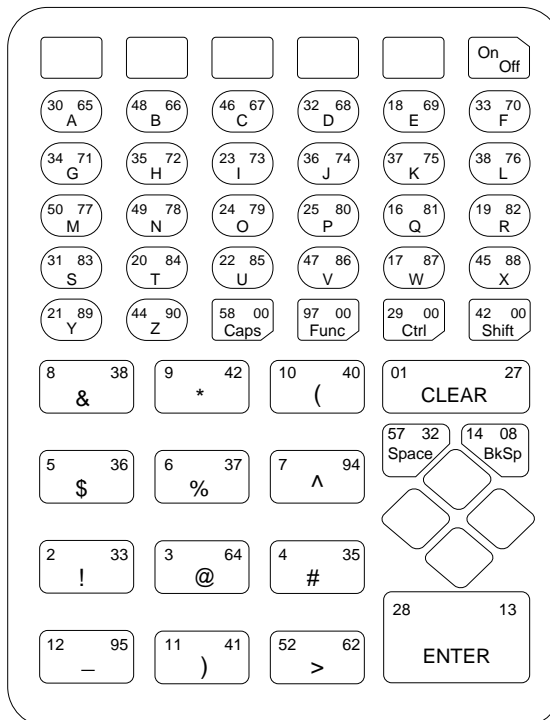 On
Off
30 65 48 66 46 67 32 68 18 69 33 70
A B C D E F
34 71 35 72 23 73 36 74 37 75 38 76
G H I J K L
50 77 49 78 24 79 25 80 16 81 19 82
M N O P Q R
31 83 20 84 22 85 47 86 17 87 45 88
S T U V W X
21 89 44 90 58 00 97 00 29 00 42 00
Y Z Caps Func Ctrl Shift
8 38 9 42 10 40 01 27
& * ( CLEAR
57 32 14 08
Space BkSp
5 36 6 37 7 94
$ % ^
2 33 3 64 4 35
! @ #
28 13
12 95 11 41 52 62
_ ) > ENTER